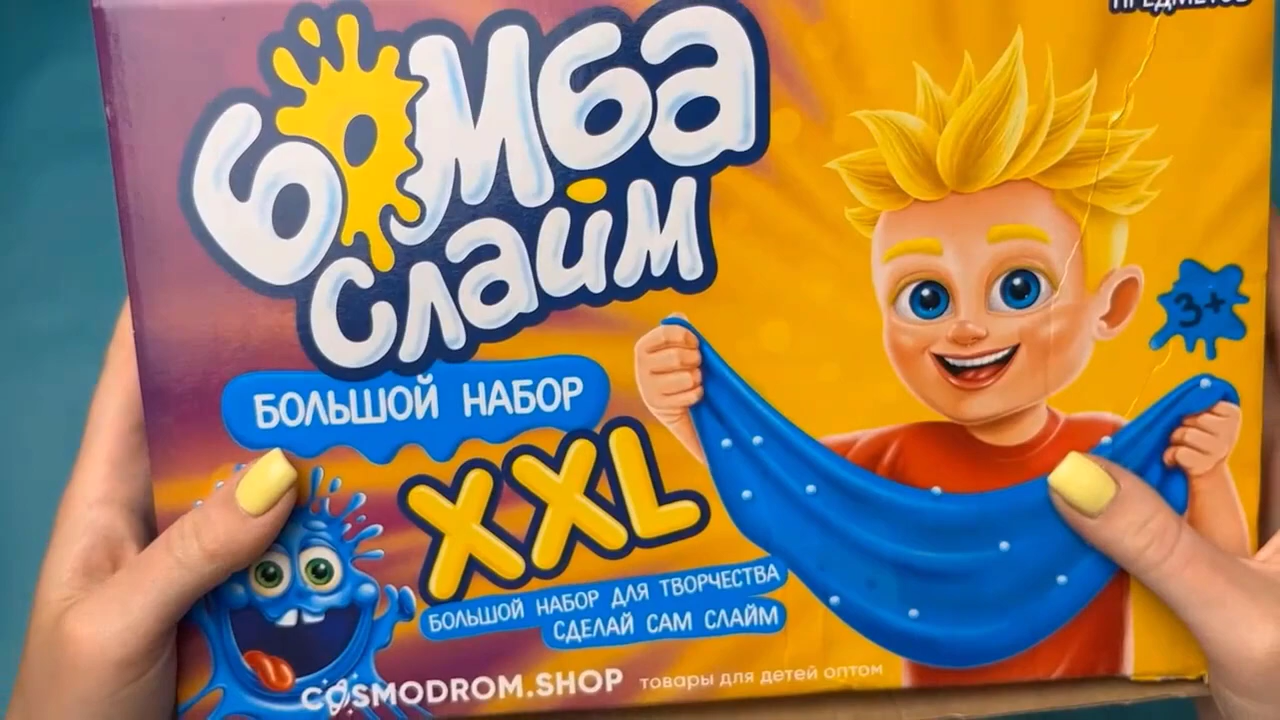 ПРЕДМЕТОВ
бомба
слайм
3+
БОЛЬШОЙ НАБОР
XXL
БОЛЬШОЙ НАБОР ДЛЯ ТВОРЧЕСТВА
СДЕЛАЙ САМ СЛАЙМ
COSMODROM.SHOP товары для детей оптом